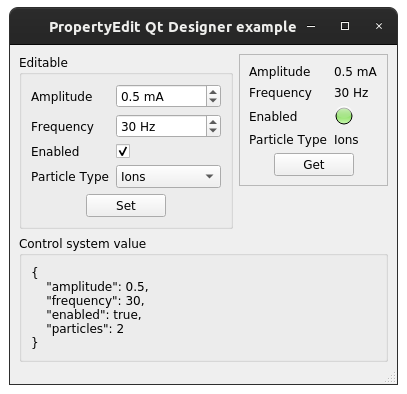 PropertyEdit Qt Designer example
Editable
Amplitude 0.5 mA
Frequency 30 Hz
Enabled
Particle Type Ions
Set
Amplitude 0.5 mA
Frequency 30 Hz
Enabled
Particle Type Ions
Get
Control system value
{
    "amplitude": 0.5,
    "frequency": 30,
    "enabled": true,
    "particles": 2
}